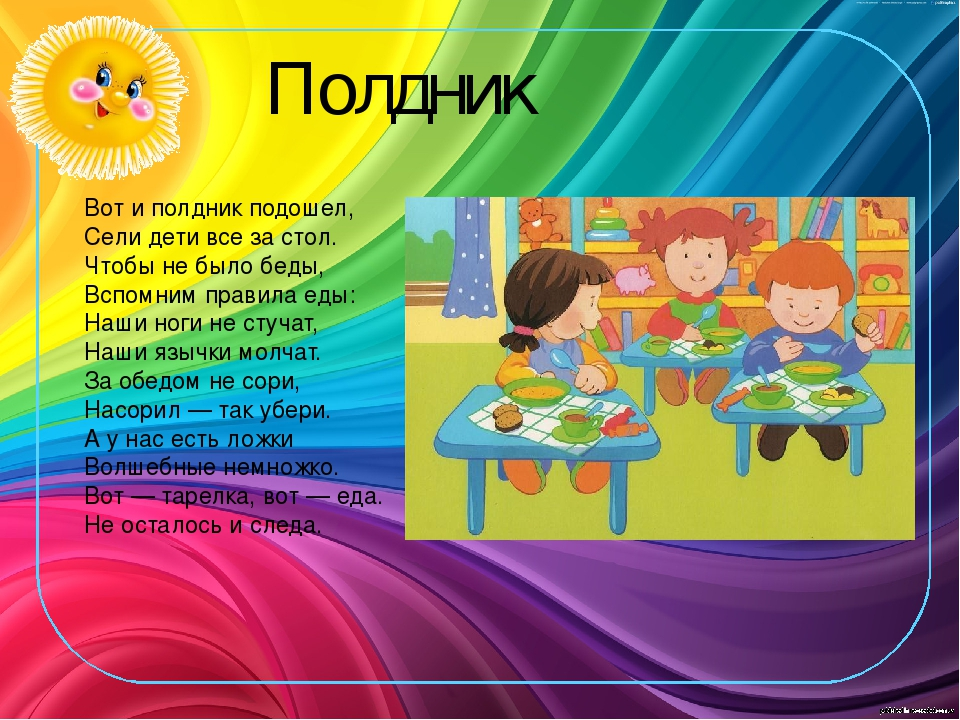 Полдник
Вот и полдник подошел,
Сели дети все за стол.
Чтобы не было беды,
Вспомним правила еды:
Наши ноги не стучат,
Наши язычки молчат.
За обедом не сори,
Насорил — так убери.
А у нас есть ложки
Волшебные немножко.
Вот — тарелка, вот — еда.
Не осталось и следа.